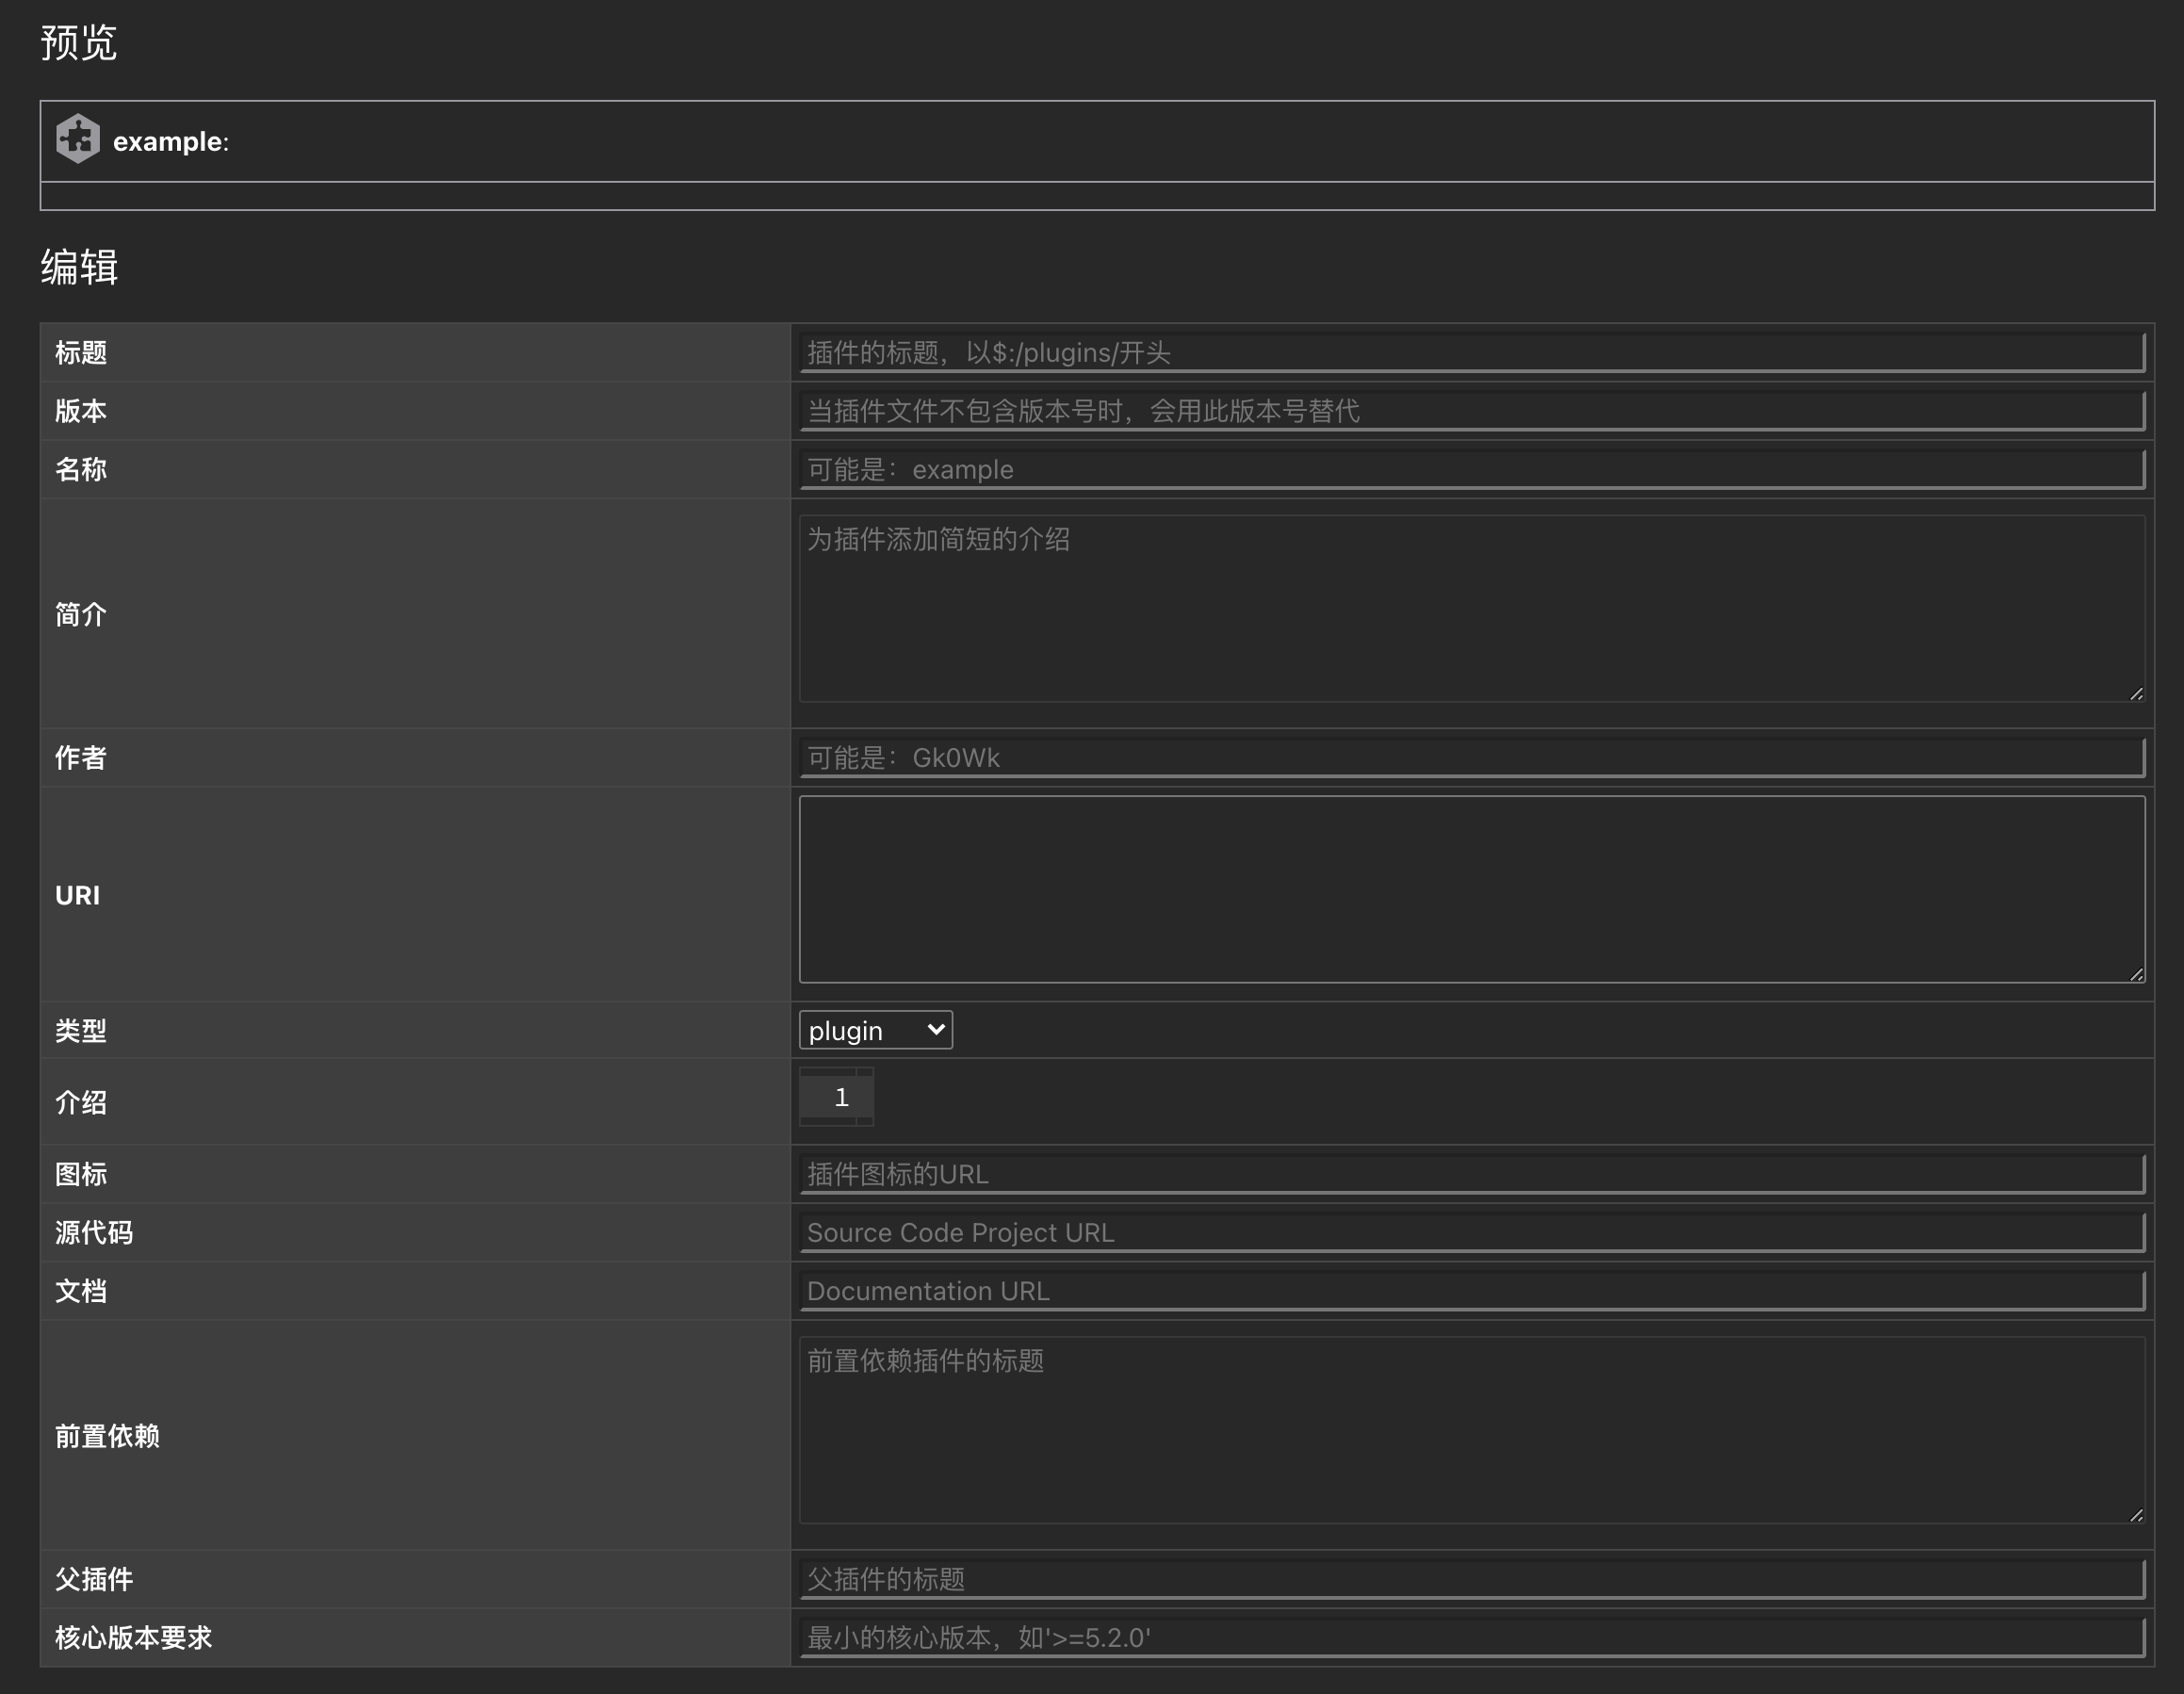 预览
example:
编辑
标题
插件的标题，以$:/plugins/开头
版本
当插件文件不包含版本号时，会用此版本号替代
名称
可能是：example
简介
为插件添加简短的介绍
作者
可能是：Gk0Wk
URI
类型
plugin
介绍
1
图标
插件图标的URL
源代码
Source Code Project URL
文档
Documentation URL
前置依赖
前置依赖插件的标题
父插件
父插件的标题
核心版本要求
最小的核心版本，如'>=5.2.0'